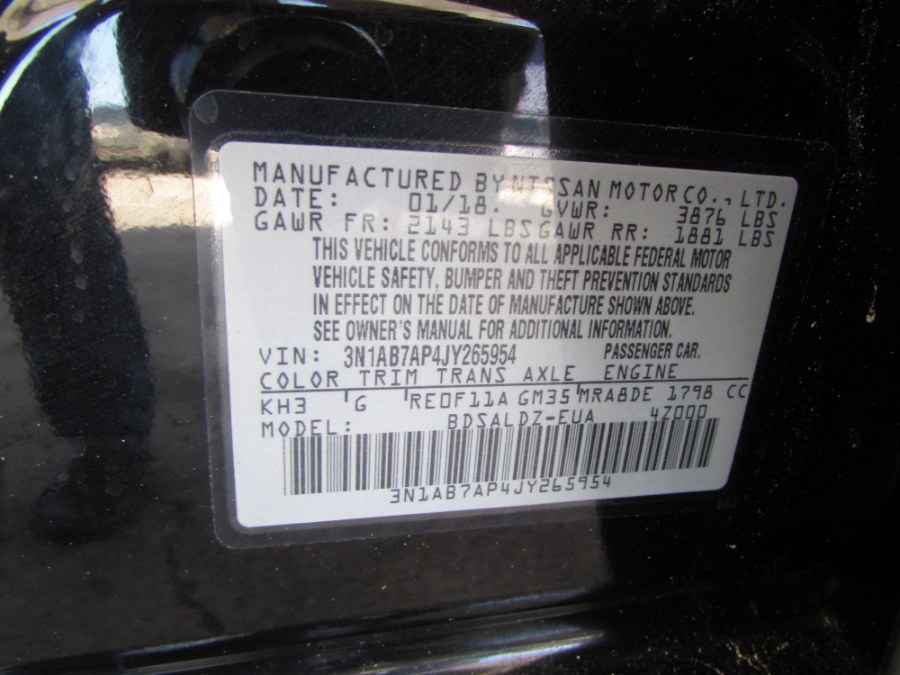 MANUFACTURED BY NISSAN MOTOR CO., LTD.
DATE: 01/18. GVWR: 3876 LBS
GAWR FR: 2143 LBS GAWR RR: 1881 LBS
THIS VEHICLE CONFORMS TO ALL APPLICABLE FEDERAL MOTOR
VEHICLE SAFETY, BUMPER AND THEFT PREVENTION STANDARDS
IN EFFECT ON THE DATE OF MANUFACTURE SHOWN ABOVE.
SEE OWNER'S MANUAL FOR ADDITIONAL INFORMATION.
VIN: 3N1AB7AP4JY265954 PASSENGER CAR.
COLOR TRIM TRANS AXLE ENGINE
KH3 G RE0F11A GM35 MRA8DE 1798 CC
MODEL: BDSALDZ-EUA 4Z000
3N1AB7AP4JY265954